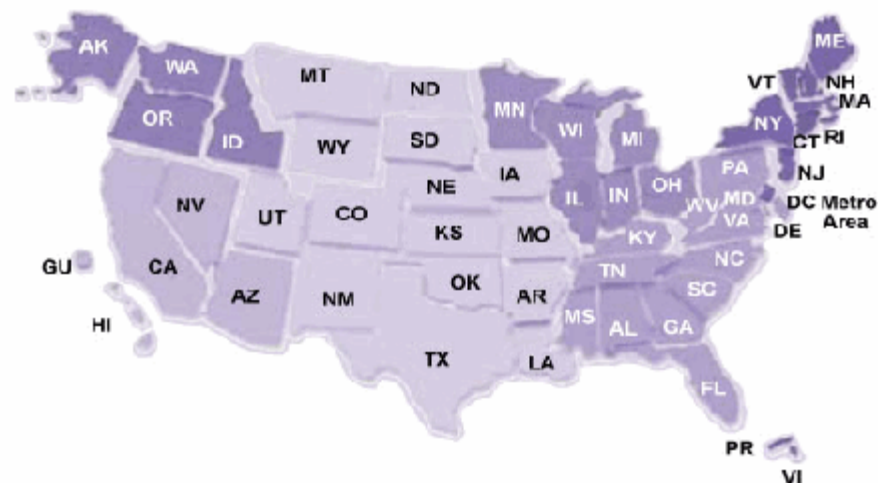 AK
WA
MT
ND
MN
ME
VT
NH
MA
OR
ID
WY
SD
WI
MI
NY
CT
RI
NV
UT
CO
NE
IA
IL
IN
OH
PA
NJ
WV
MD
VA
DC Metro
Area
DE
CA
AZ
NM
KS
MO
KY
OK
AR
TN
NC
SC
MS
AL
GA
GU
HI
TX
LA
FL
PR
VI